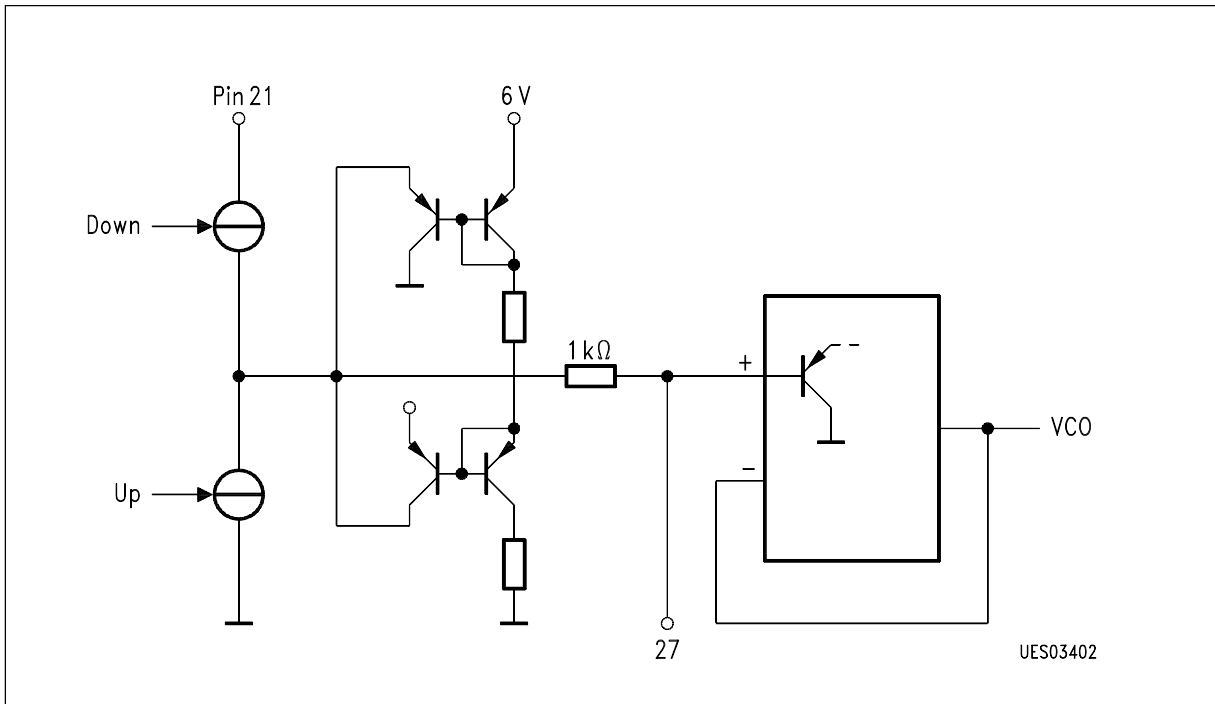 Pin 21
6 V
Down
1 kΩ
+
Up
−
VCO
27
UES03402